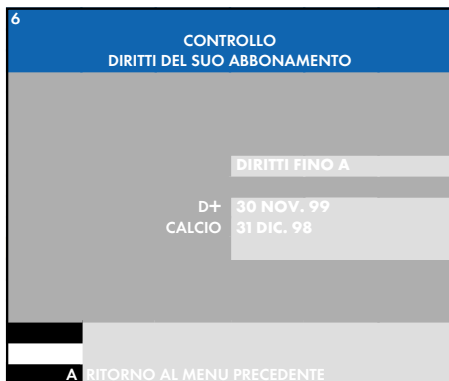 6
CONTROLLO
DIRITTI DEL SUO ABBONAMENTO
DIRITTI FINO A
D+ 30 NOV. 99
CALCIO 31 DIC. 98
A RITORNO AL MENU PRECEDENTE